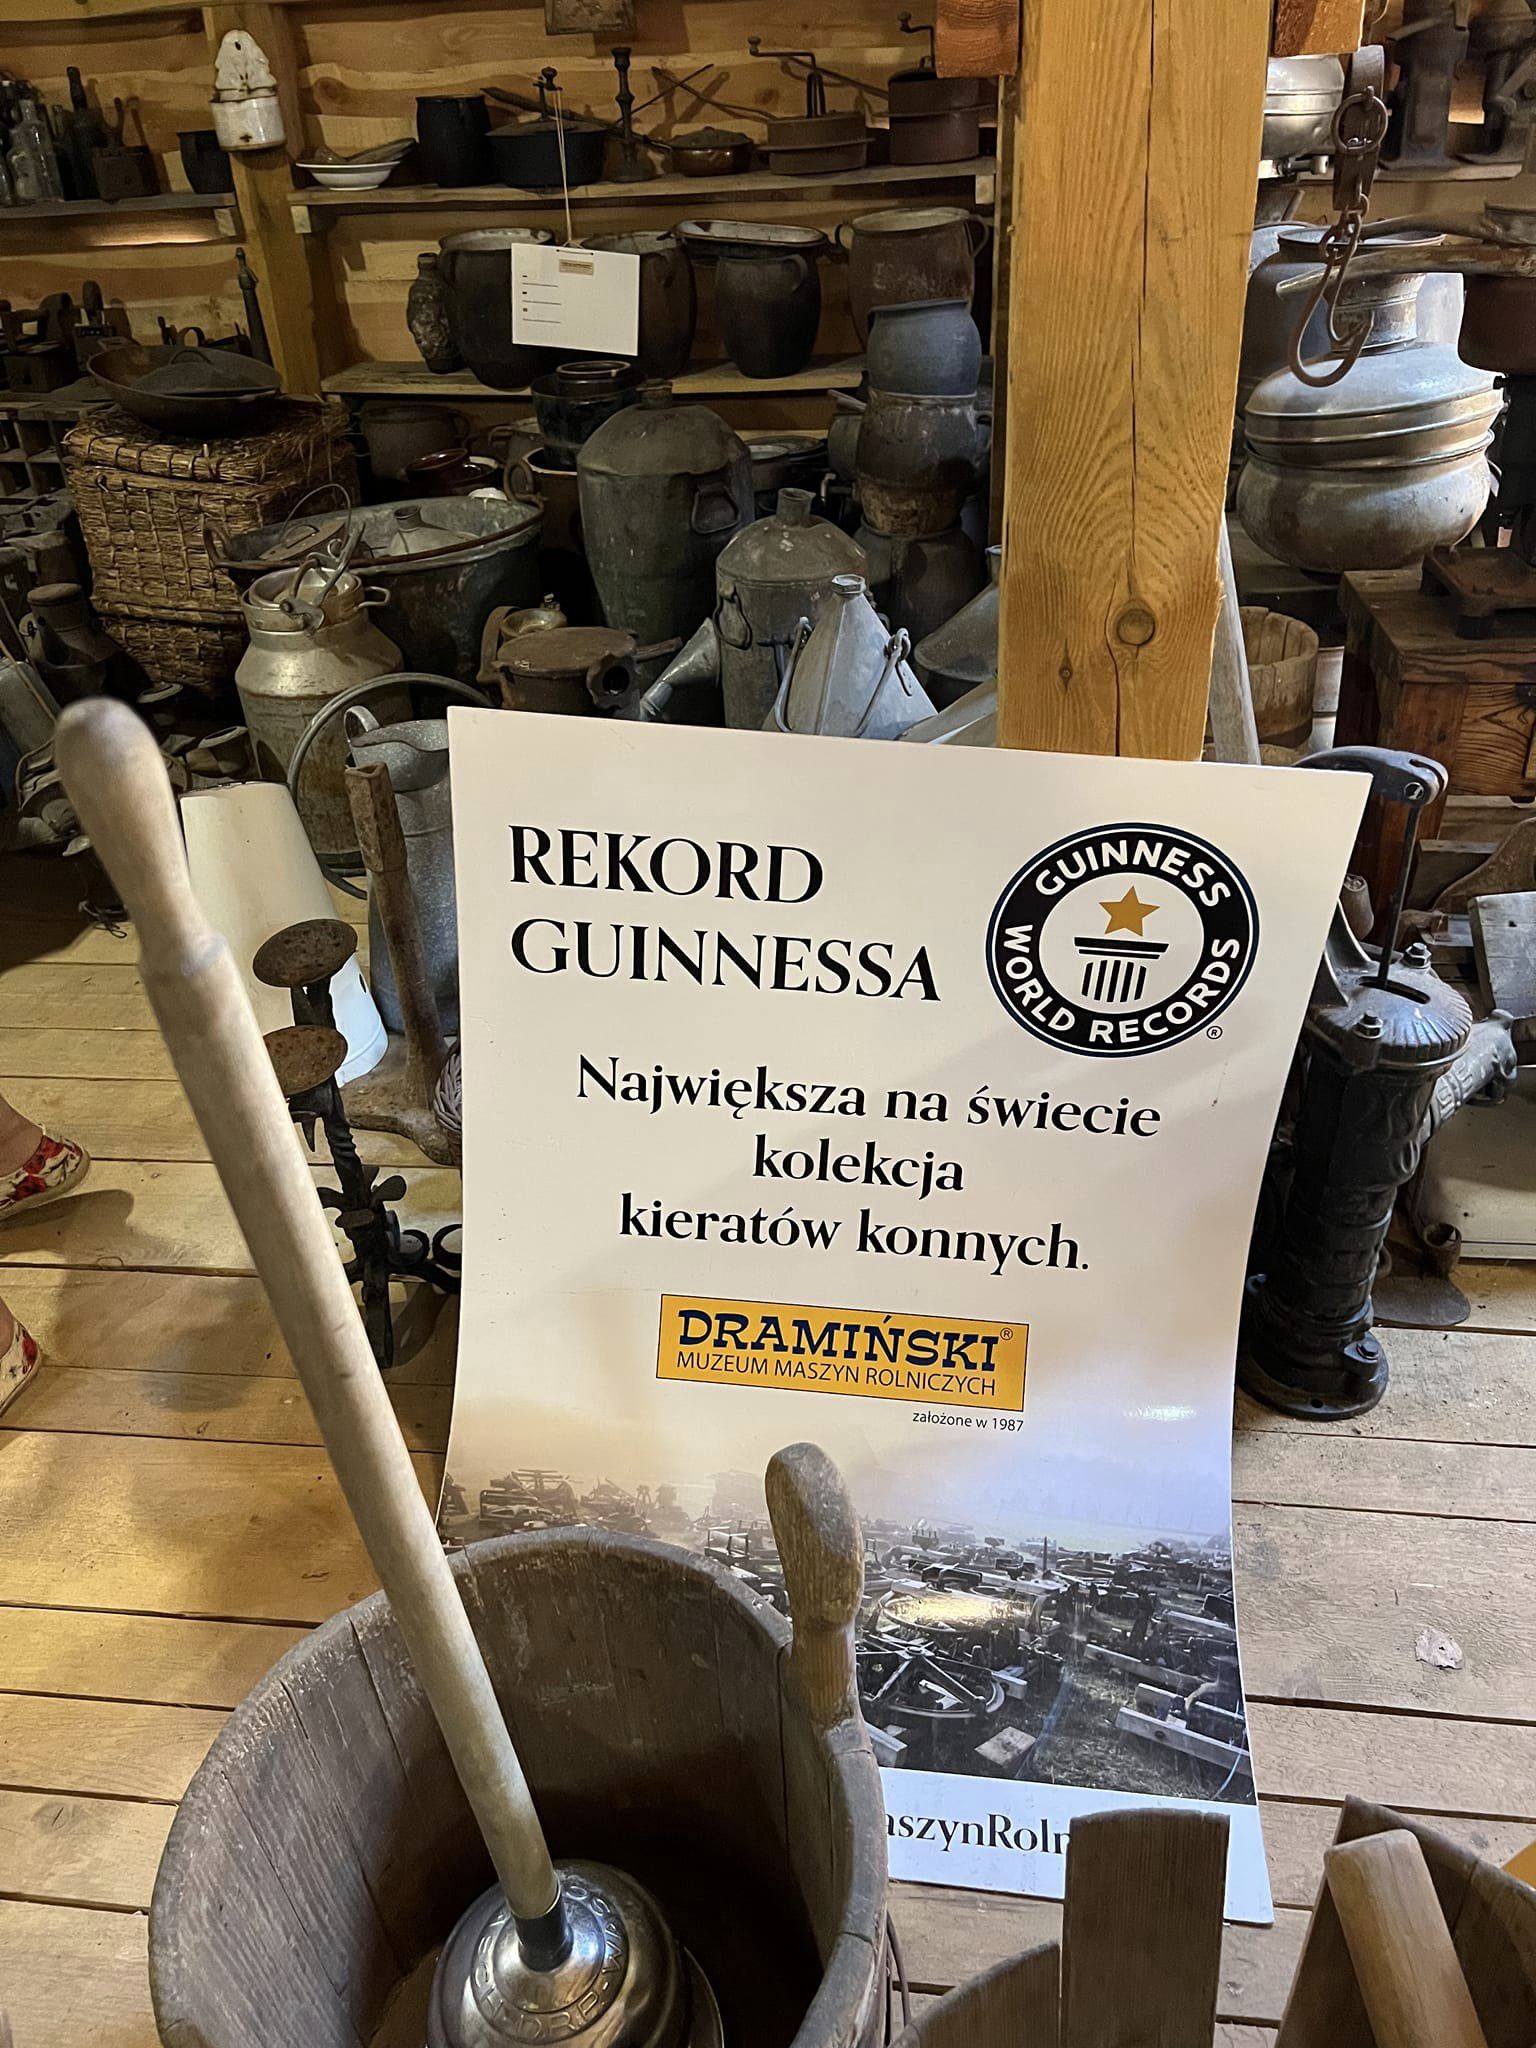 REKORD
GUINNESSA
GUINNESS
WORLD RECORDS
®
Największa na świecie
kolekcja
kieratów konnych.
DRAMIŃSKI®
MUZEUM MASZYN ROLNICZYCH
założone w 1987
aszynRoln